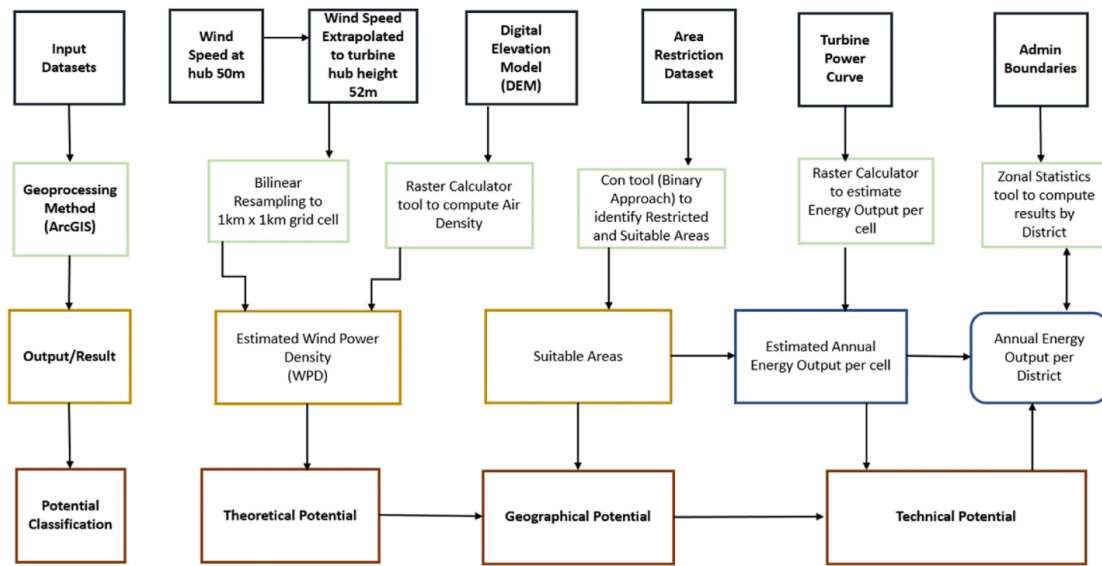 Input
Datasets
Wind
Speed at
hub 50m
Wind Speed
Extrapolated
to turbine
hub height
52m
Digital
Elevation
Model
(DEM)
Area
Restriction
Dataset
Turbine
Power
Curve
Admin
Boundaries
Geoprocessing
Method
(ArcGIS)
Bilinear
Resampling to
1km x 1km grid cell
Raster Calculator
tool to compute Air
Density
Con tool (Binary
Approach) to
identify Restricted
and Suitable Areas
Raster Calculator
to estimate
Energy Output per
cell
Zonal Statistics
tool to compute
results by
District
Output/Result
Estimated Wind Power
Density
(WPD)
Suitable Areas
Estimated Annual
Energy Output per cell
Annual Energy
Output per
District
Potential
Classification
Theoretical Potential
Geographical Potential
Technical Potential